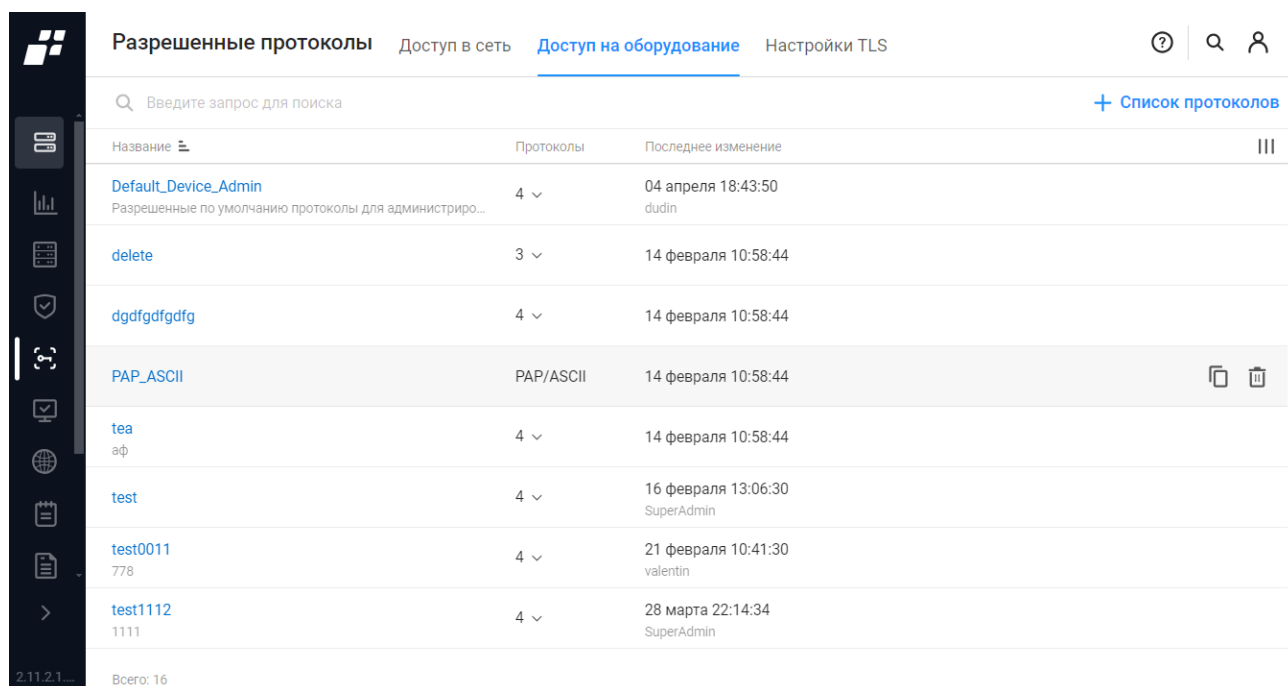 Разрешенные протоколы Доступ в сеть Доступ на оборудование Настройки TLS
Введите запрос для поиска + Список протоколов
Название Протоколы Последнее изменение
Default_Device_Admin 4 04 апреля 18:43:50
Разрешенные по умолчанию протоколы для администриро... dudin
delete 3 14 февраля 10:58:44
dgdfgdfgdfg 4 14 февраля 10:58:44
PAP_ASCII PAP/ASCII 14 февраля 10:58:44
tea 4 14 февраля 10:58:44
аф
test 4 16 февраля 13:06:30
SuperAdmin
test0011 4 21 февраля 10:41:30
778 valentin
test1112 4 28 марта 22:14:34
1111 SuperAdmin
2.11.2.1.... Всего: 16